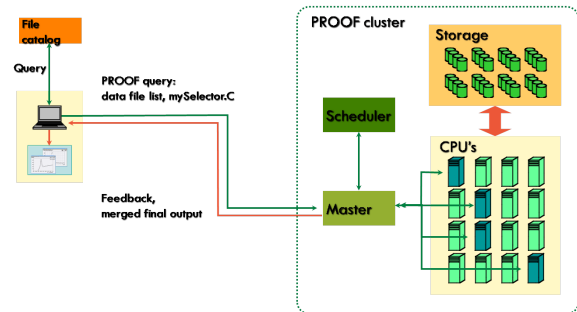 File
catalog
Query
PROOF query:
data file list, mySelector.C
Feedback,
merged final output
PROOF cluster
Storage
Scheduler
CPU's
Master